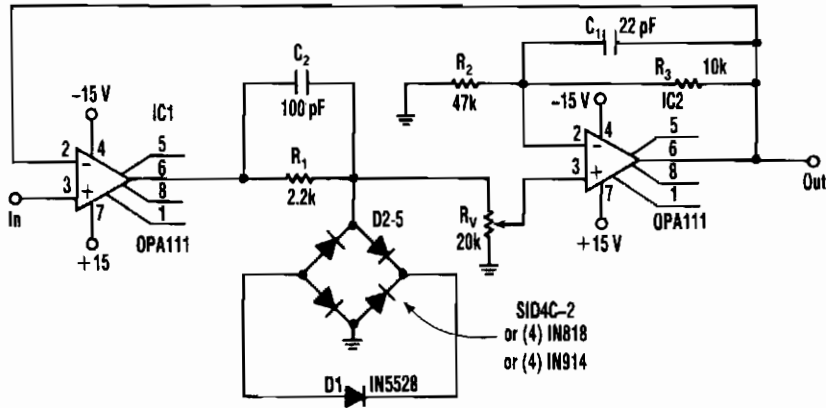 C₁
22 pF
C₂
100 pF
R₂
47k
R₃
10k
IC2
−15 V
IC1
−15 V
4
5
6
8
1
2
−
3
+
7
In
+15
OPA111
R₁
2.2k
D2-5
Rᵥ
20k
4
5
6
8
1
2
−
3
+
7
Out
OPA111
+15 V
SID4C–2
or (4) IN818
or (4) IN914
D1
IN5528